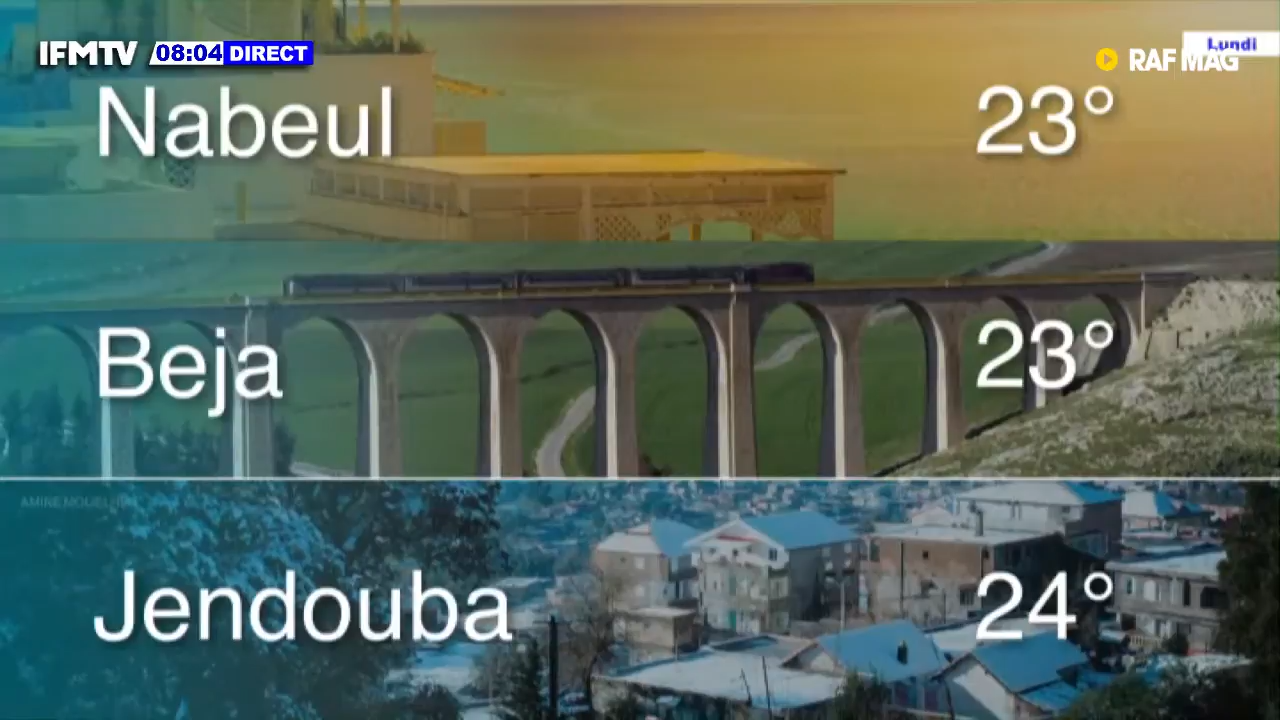 IFMTV 08:04 DIRECT
Lundi
RAF MAG
Nabeul 23°
Beja 23°
Jendouba 24°